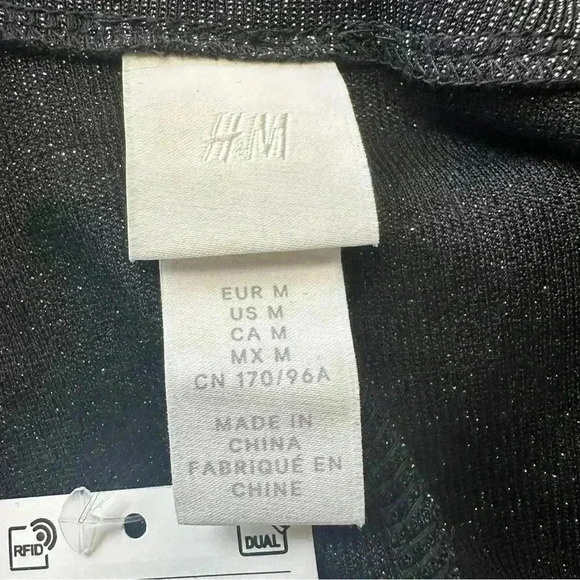 H&M
EUR M
US M
CA M
MX M
CN 170/96A
MADE IN
CHINA
FABRIQUÉ EN
CHINE
RFID
DUAL